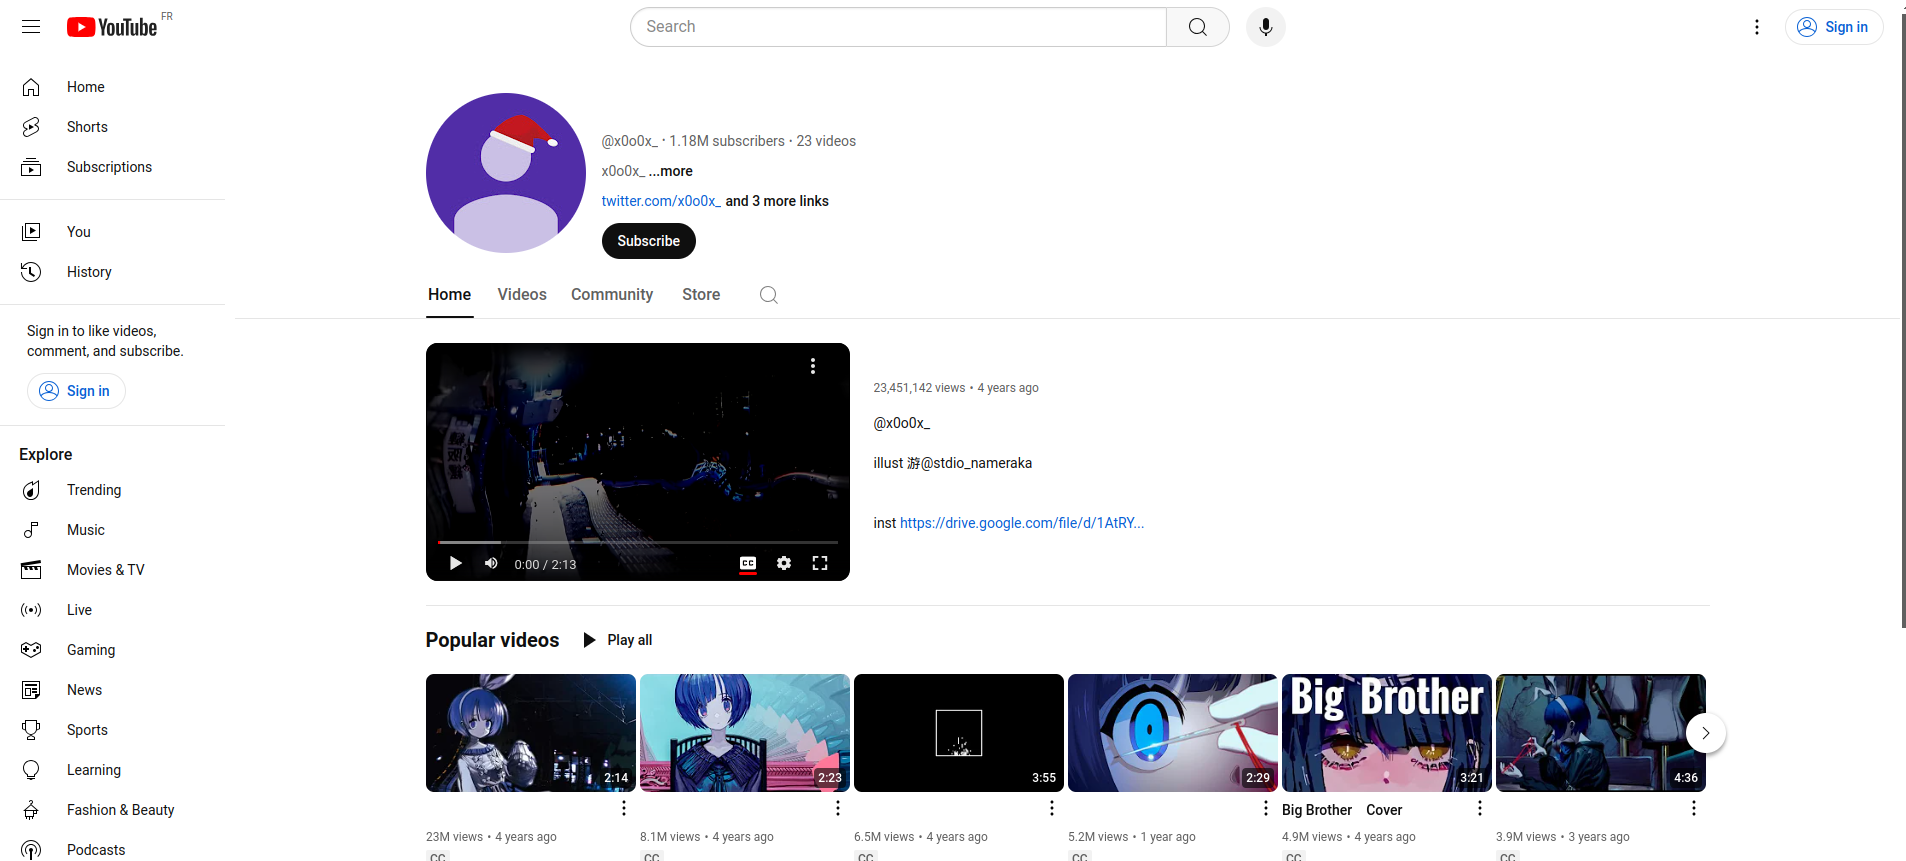 YouTube FR
Search
Sign in
Home
Shorts
Subscriptions
You
History
Sign in to like videos,
comment, and subscribe.
Sign in
Explore
Trending
Music
Movies & TV
Live
Gaming
News
Sports
Learning
Fashion & Beauty
Podcasts
@x0o0x_ · 1.18M subscribers · 23 videos
x0o0x_ ...more
twitter.com/x0o0x_ and 3 more links
Subscribe
Home Videos Community Store
0:00 / 2:13
CC
23,451,142 views • 4 years ago
@x0o0x_
illust 游@stdio_nameraka
inst https://drive.google.com/file/d/1AtRY...
Popular videos Play all
2:14
23M views • 4 years ago
CC
2:23
8.1M views • 4 years ago
CC
3:55
6.5M views • 4 years ago
CC
2:29
5.2M views • 1 year ago
CC
Big Brother
3:21
Big Brother Cover
4.9M views • 4 years ago
CC
4:36
3.9M views • 3 years ago
CC